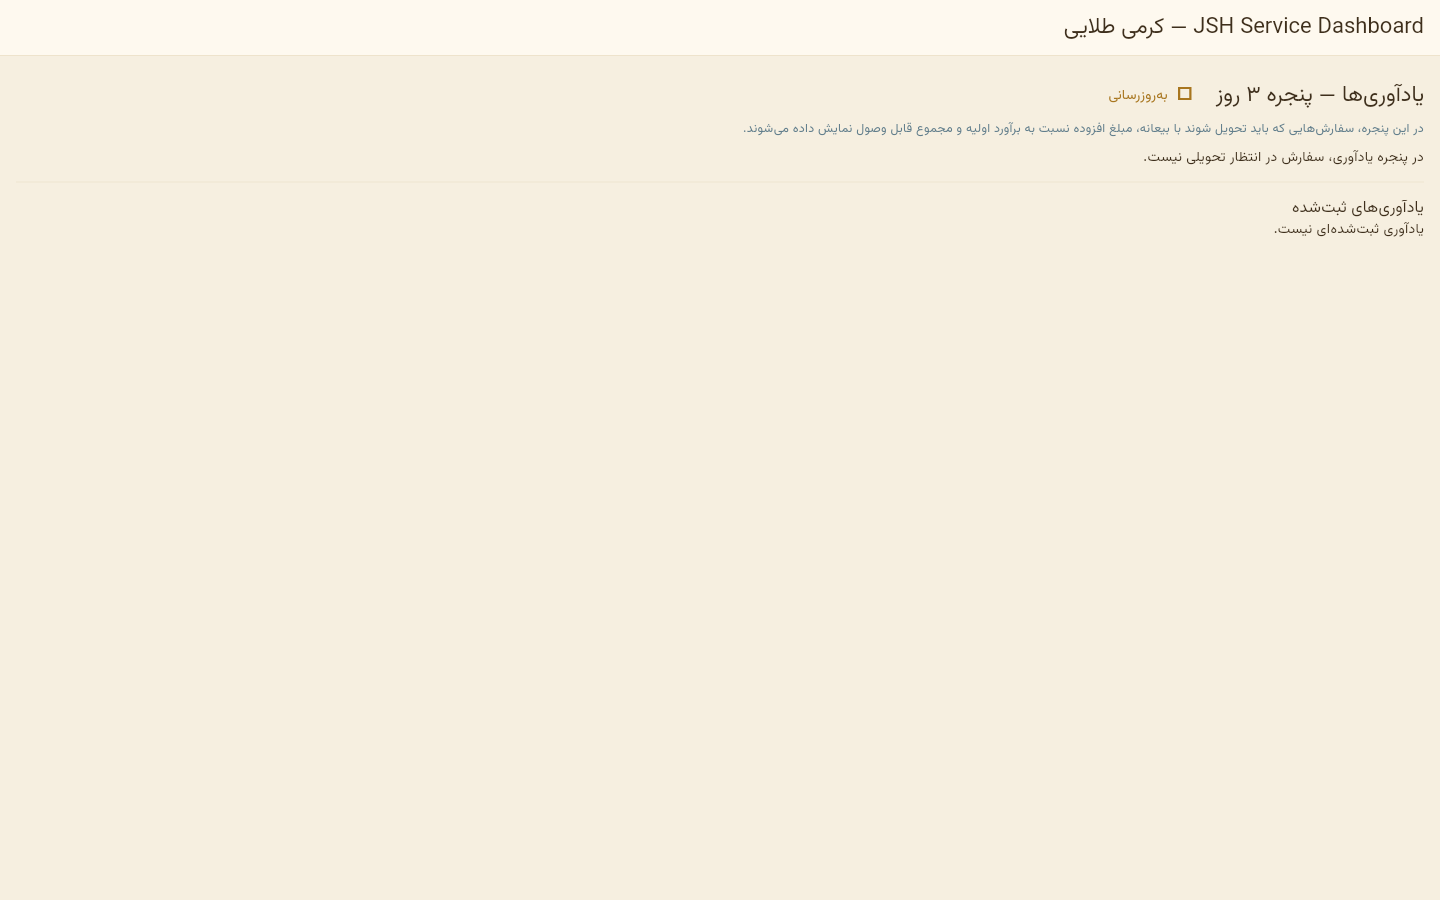 JSH Service Dashboard — کرمی طلایی
یادآوری‌ها — پنجره ۳ روز
به‌روزرسانی
در این پنجره، سفارش‌هایی که باید تحویل شوند با بیعانه، مبلغ افزوده نسبت به برآورد اولیه و مجموع قابل وصول نمایش داده می‌شوند.
در پنجره یادآوری، سفارش در انتظار تحویلی نیست.
یادآوری‌های ثبت‌شده
یادآوری ثبت‌شده‌ای نیست.